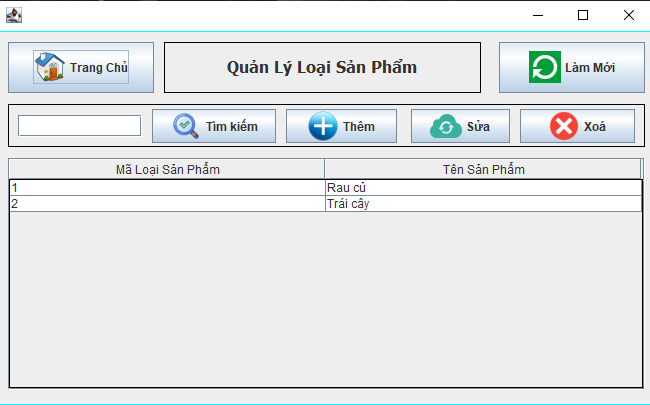 Trang Chủ
Quản Lý Loại Sản Phẩm
Làm Mới
Tìm kiếm
Thêm
Sửa
Xoá
Mã Loại Sản Phẩm
Tên Sản Phẩm
1 Rau củ
2 Trái cây